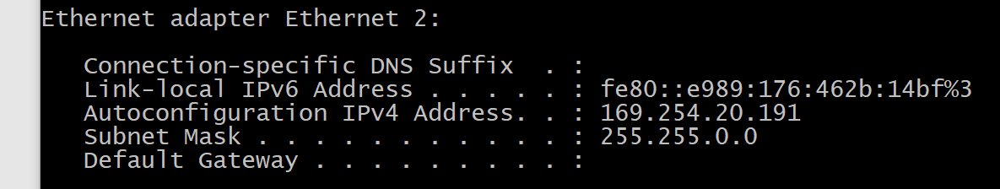 Ethernet adapter Ethernet 2:
Connection-specific DNS Suffix  . :
Link-local IPv6 Address . . . . . : fe80::e989:176:462b:14bf%3
Autoconfiguration IPv4 Address. . : 169.254.20.191
Subnet Mask . . . . . . . . . . . : 255.255.0.0
Default Gateway . . . . . . . . . :